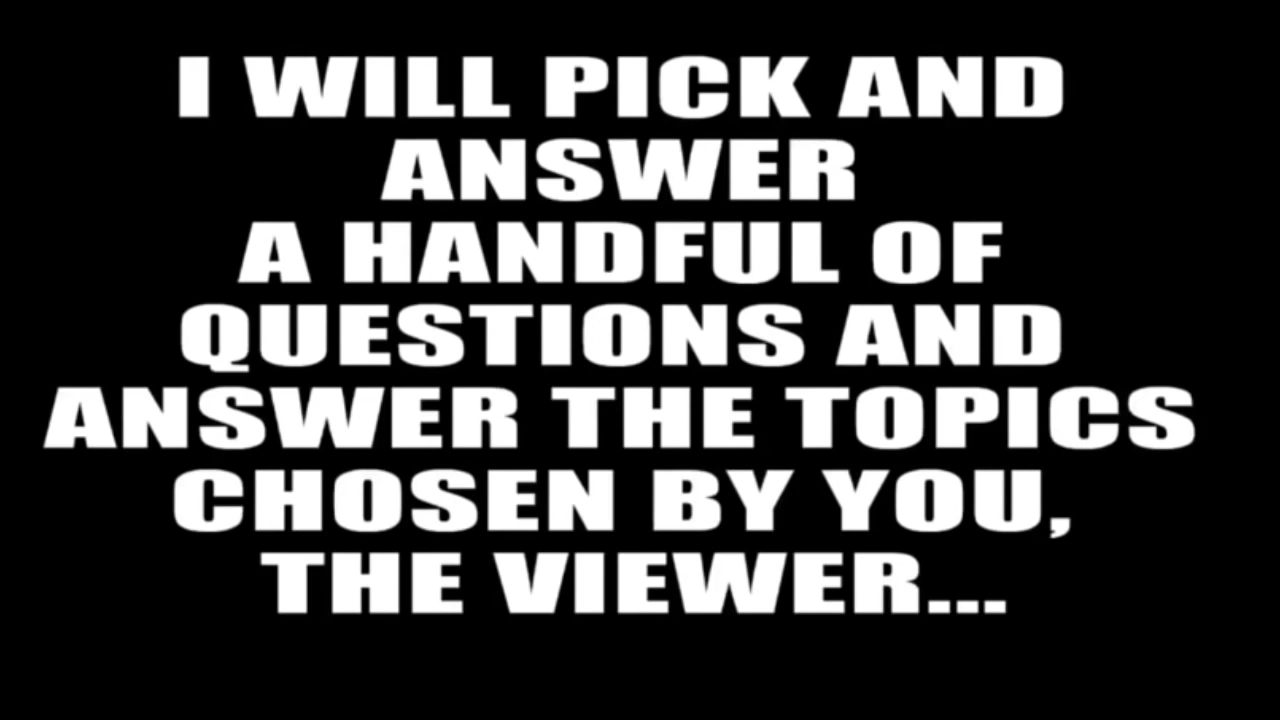 I WILL PICK AND
ANSWER
A HANDFUL OF
QUESTIONS AND
ANSWER THE TOPICS
CHOSEN BY YOU,
THE VIEWER...